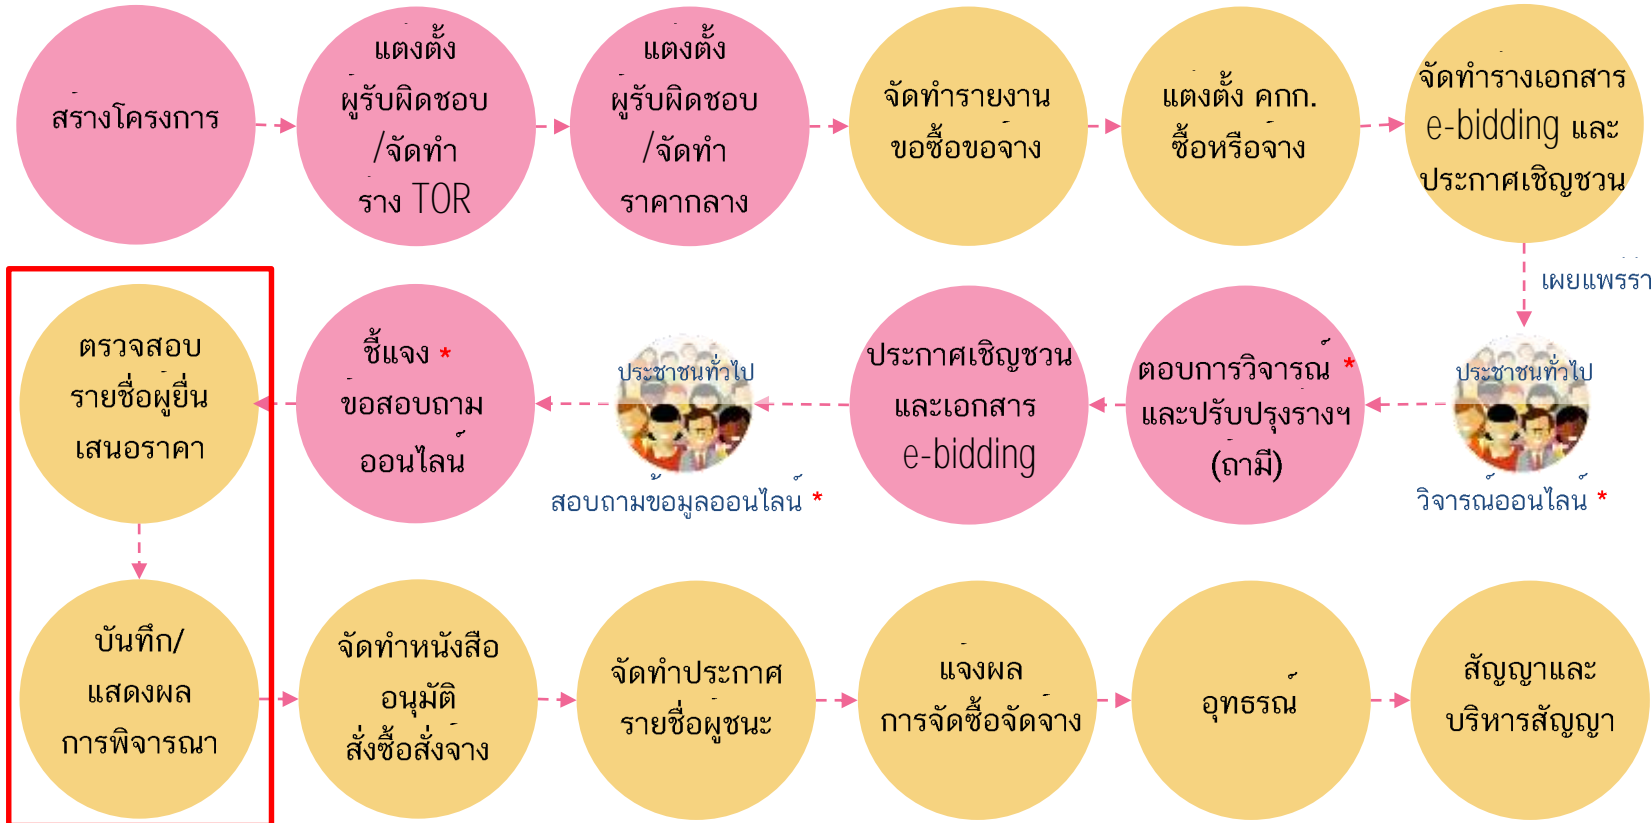 สร้างโครงการ
แต่งตั้ง
ผู้รับผิดชอบ
/จัดทำ
ร่าง TOR
แต่งตั้ง
ผู้รับผิดชอบ
/จัดทำ
ราคากลาง
จัดทำรายงาน
ขอซื้อขอจ้าง
แต่งตั้ง คกก.
ซื้อหรือจ้าง
จัดทำร่างเอกสาร
e-bidding และ
ประกาศเชิญชวน
เผยแพร่ร่า
ประชาชนทั่วไป
วิจารณ์ออนไลน์ *
ตอบการวิจารณ์ *
และปรับปรุงร่างฯ
(ถ้ามี)
ประกาศเชิญชวน
และเอกสาร
e-bidding
ประชาชนทั่วไป
สอบถามข้อมูลออนไลน์ *
ชี้แจง *
ข้อสอบถาม
ออนไลน์
ตรวจสอบ
รายชื่อผู้ยื่น
เสนอราคา
บันทึก/
แสดงผล
การพิจารณา
จัดทำหนังสือ
อนุมัติ
สั่งซื้อสั่งจ้าง
จัดทำประกาศ
รายชื่อผู้ชนะ
แจ้งผล
การจัดซื้อจัดจ้าง
อุทธรณ์
สัญญาและ
บริหารสัญญา